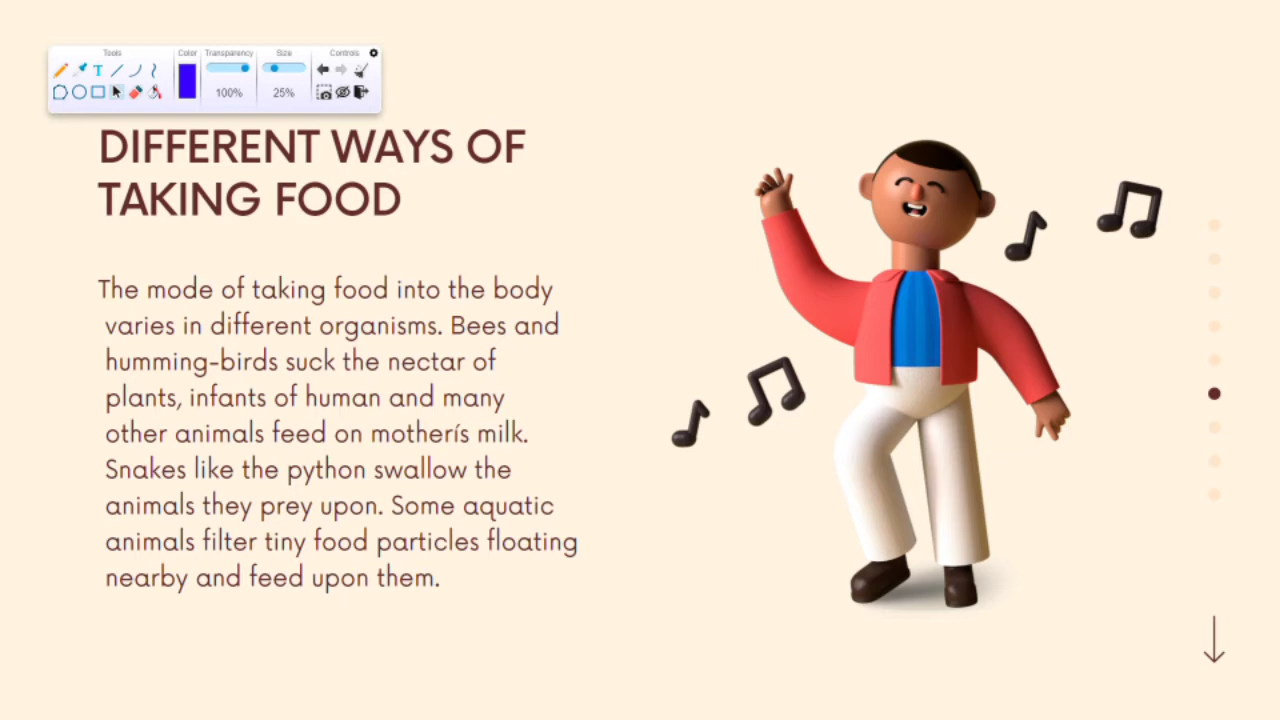 Tools
Color
Transparency
Size
Controls
T
100%
25%
DIFFERENT WAYS OF
TAKING FOOD
The mode of taking food into the body
varies in different organisms. Bees and
humming-birds suck the nectar of
plants, infants of human and many
other animals feed on motherís milk.
Snakes like the python swallow the
animals they prey upon. Some aquatic
animals filter tiny food particles floating
nearby and feed upon them.